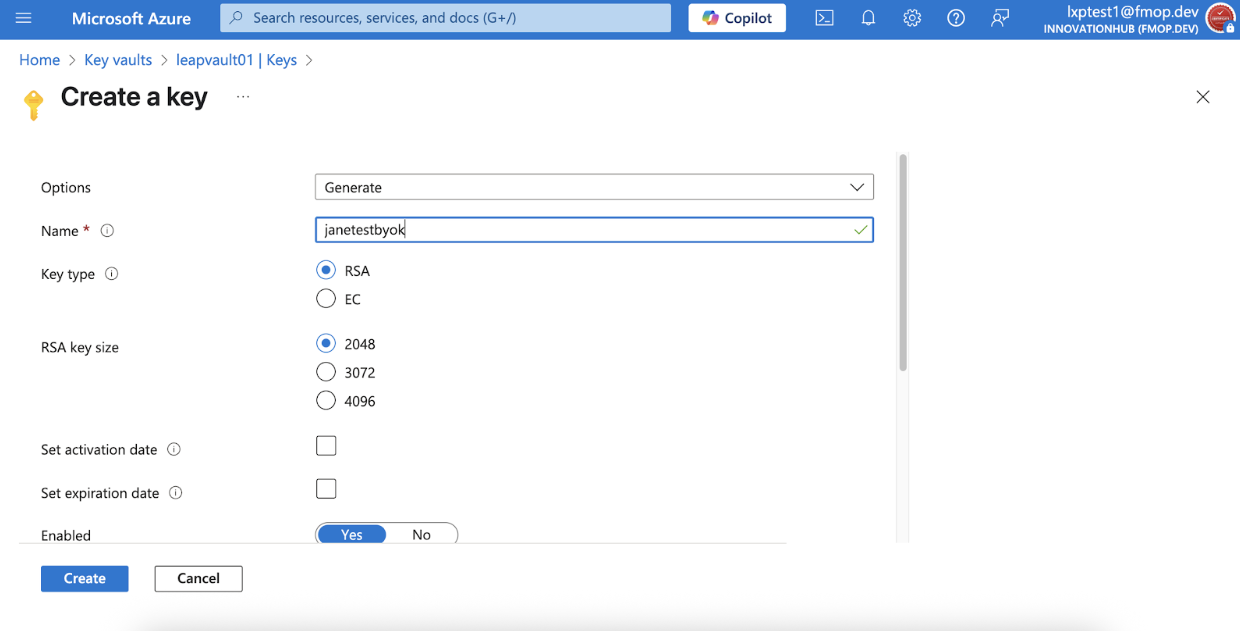 Microsoft Azure
Search resources, services, and docs (G+/)
Copilot
lxptest1@fmop.dev
INNOVATIONHUB (FMOP.DEV)
Home > Key vaults > leapvault01 | Keys >
Create a key ...
Options
Generate
Name *
janetestbyok
Key type
RSA
EC
RSA key size
2048
3072
4096
Set activation date
Set expiration date
Enabled
Yes No
Create Cancel